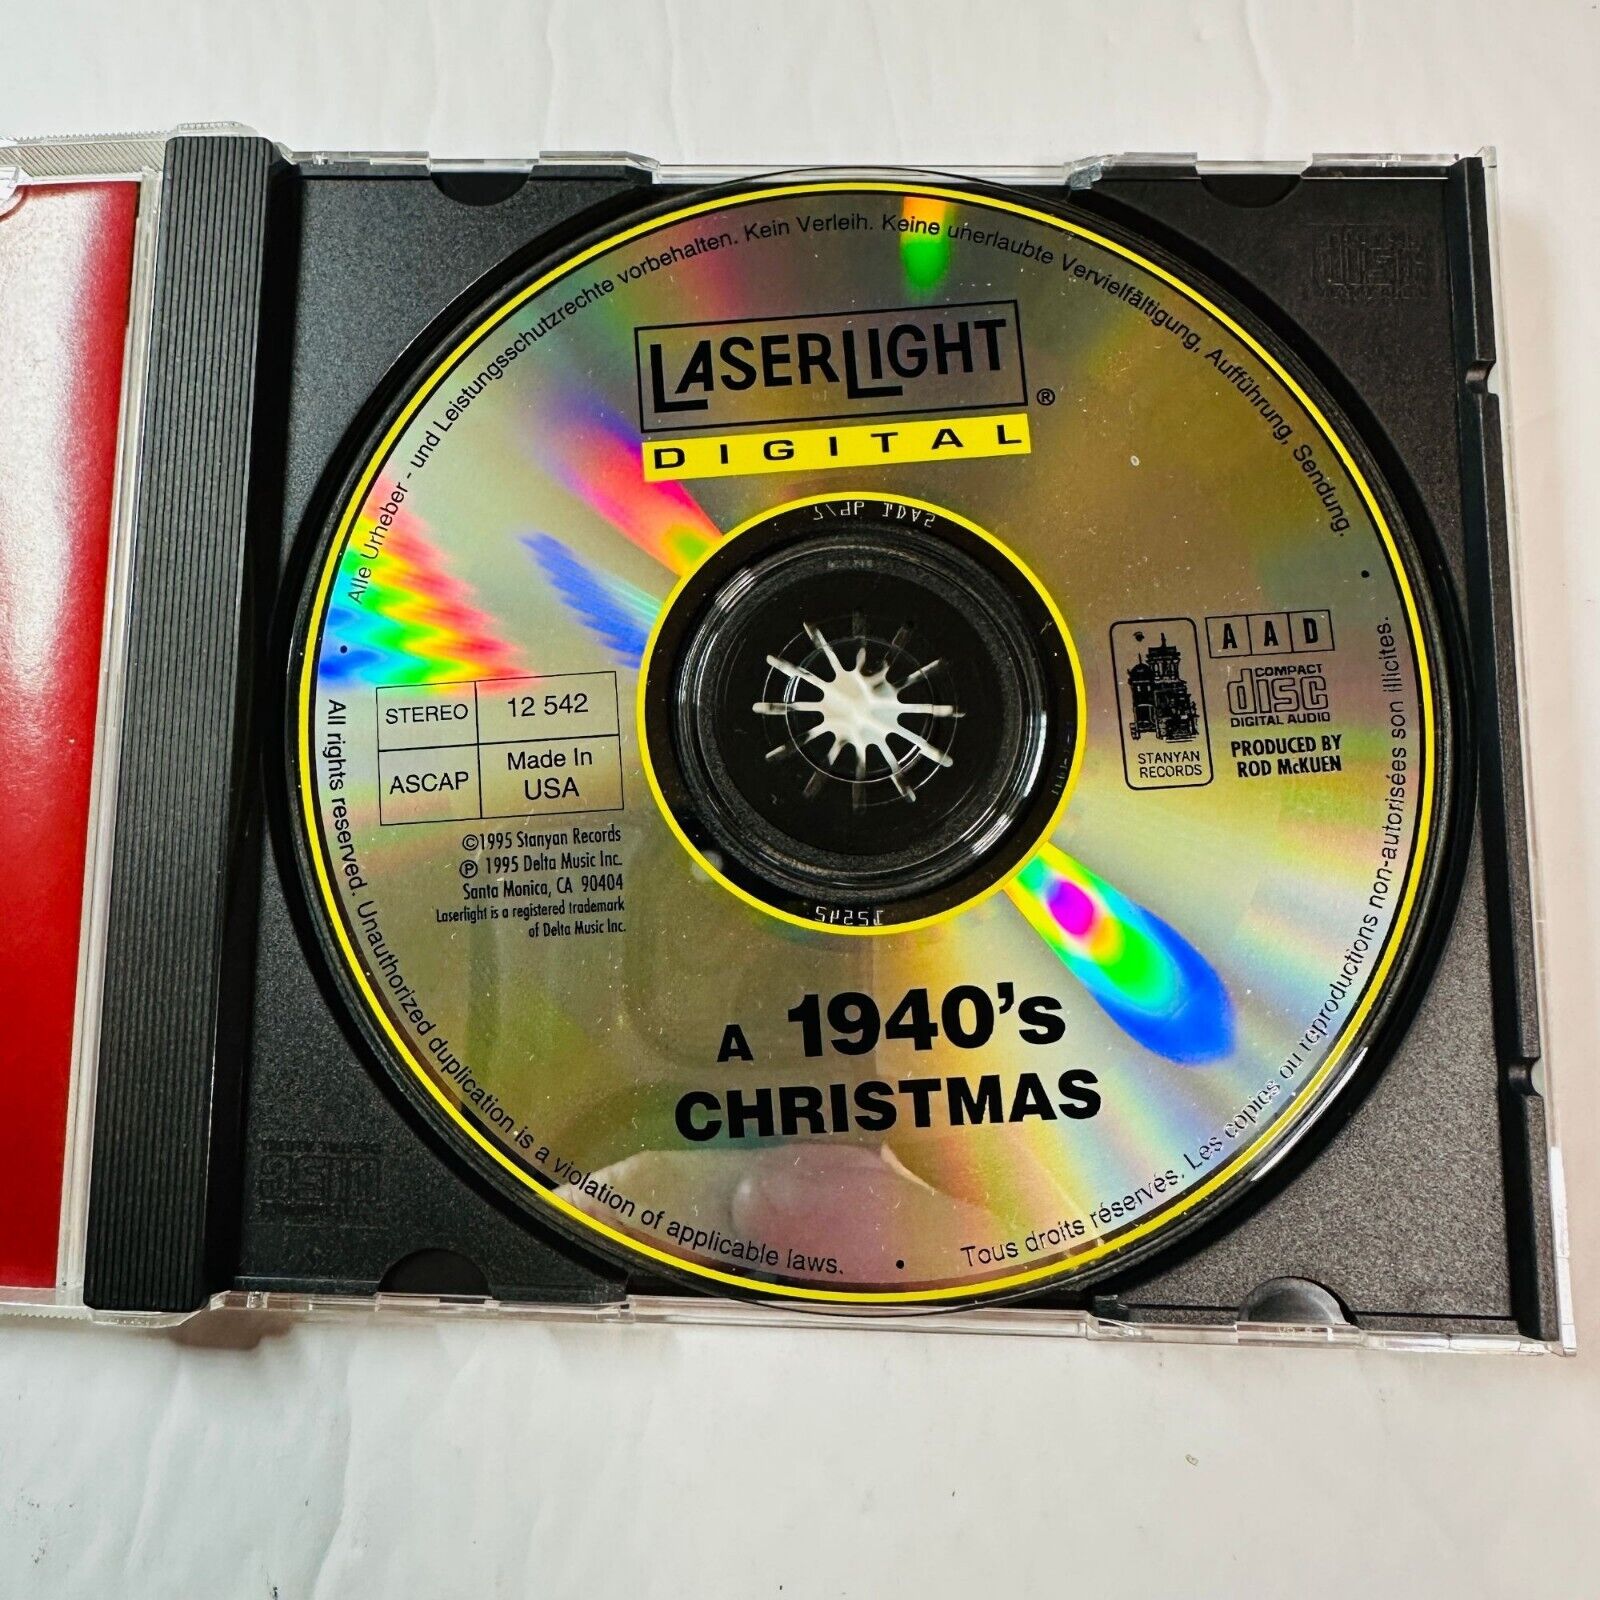 Alle Urheber - und Leistungsschutzrechte vorbehalten. Kein Verleih. Keine unerlaubte Vervielfältigung, Aufführung, Sendung.
LASERLIGHT ®
DIGITAL
STEREO 12 542
ASCAP Made In USA
©1995 Stanyan Records
℗ 1995 Delta Music Inc.
Santa Monica, CA 90404
Laserlight is a registered trademark
of Delta Music Inc.
STANYAN
RECORDS
A A D
COMPACT
disc
DIGITAL AUDIO
PRODUCED BY
ROD McKUEN
A 1940's
CHRISTMAS
All rights reserved. Unauthorized duplication is a violation of applicable laws.
Tous droits réservés. Les copies ou reproductions non-autorisées son illicites.